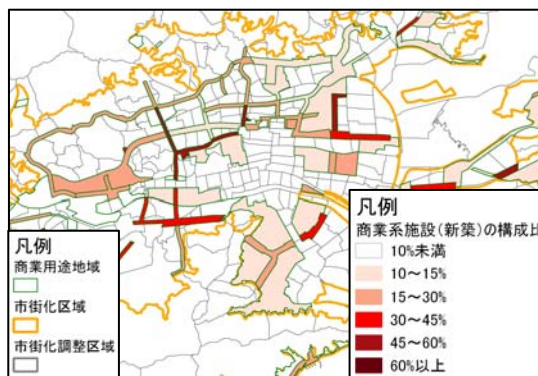 凡例
商業用途地域
市街化区域
市街化調整区域
凡例
商業系施設(新築)の構成比
10%未満
10～15%
15～30%
30～45%
45～60%
60%以上